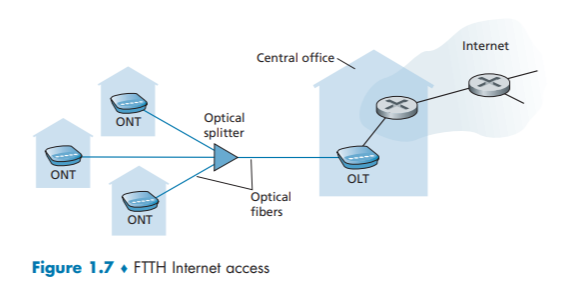 Internet
Central office
ONT
Optical
splitter
ONT
OLT
Optical
fibers
ONT
Figure 1.7 ♦ FTTH Internet access